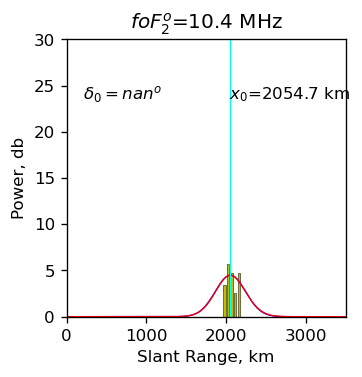 foF₂ᵒ=10.4 MHz
30
25
20
15
10
5
0
Power, db
δ₀ = nanᵒ
x₀=2054.7 km
0 1000 2000 3000
Slant Range, km